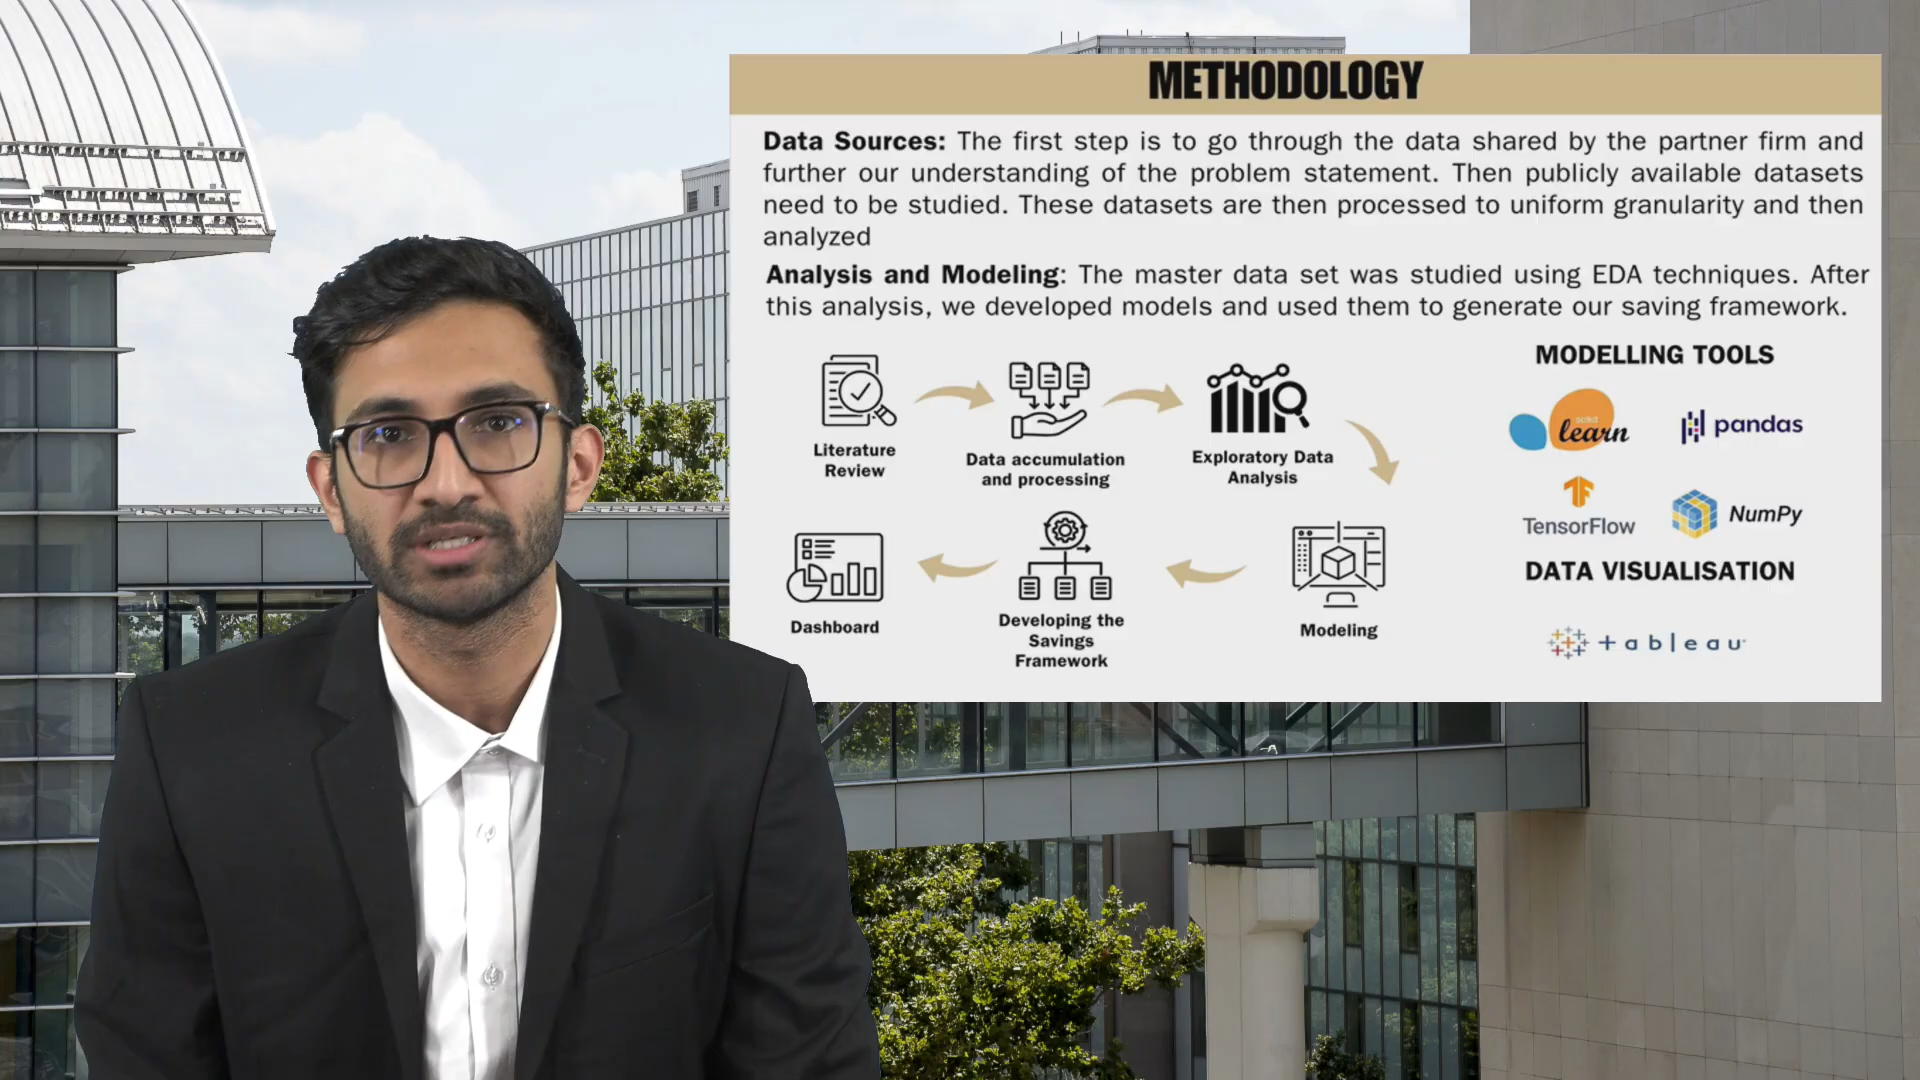 METHODOLOGY
Data Sources: The first step is to go through the data shared by the partner firm and
further our understanding of the problem statement. Then publicly available datasets
need to be studied. These datasets are then processed to uniform granularity and then
analyzed
Analysis and Modeling: The master data set was studied using EDA techniques. After
this analysis, we developed models and used them to generate our saving framework.
Literature
Review
Data accumulation
and processing
Exploratory Data
Analysis
Dashboard
Developing the
Savings
Framework
Modeling
MODELLING TOOLS
scikit
learn
pandas
TensorFlow
NumPy
DATA VISUALISATION
+ableau